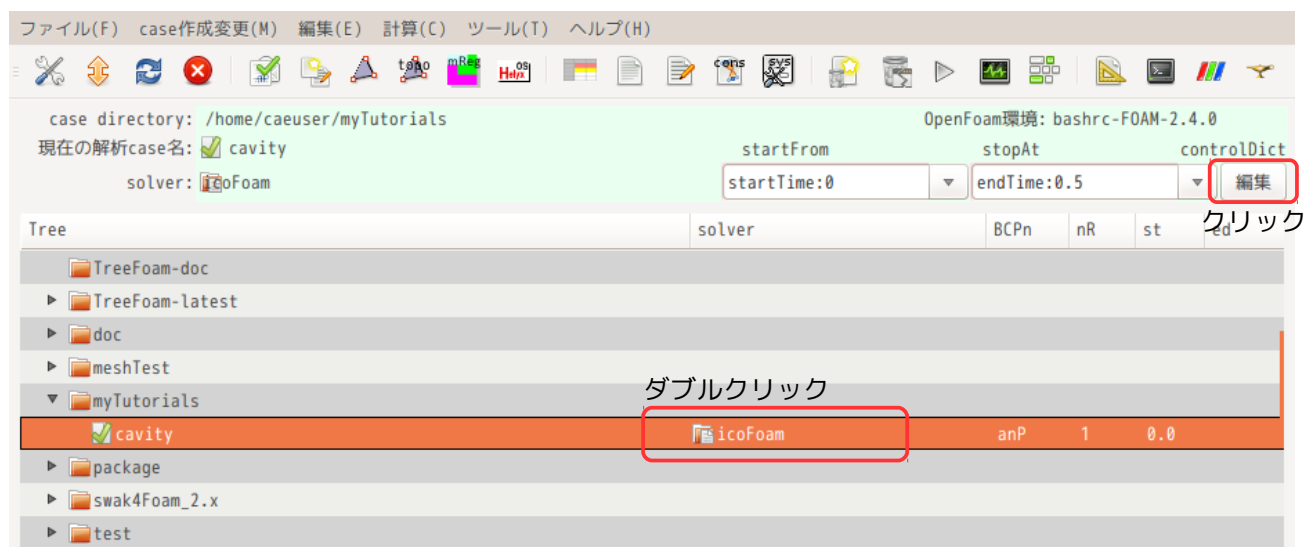 ファイル(F) case作成変更(M) 編集(E) 計算(C) ツール(T) ヘルプ(H)
topo mReg OSI Helyx cons sys
case directory: /home/caeuser/myTutorials OpenFoam環境: bashrc-FOAM-2.4.0
現在の解析case名: cavity startFrom stopAt controlDict
solver: icoFoam startTime:0 endTime:0.5 編集
クリック
Tree solver BCPn nR st ed
TreeFoam-doc
TreeFoam-latest
doc
meshTest
ダブルクリック
myTutorials
cavity icoFoam anP 1 0.0
package
swak4Foam_2.x
test